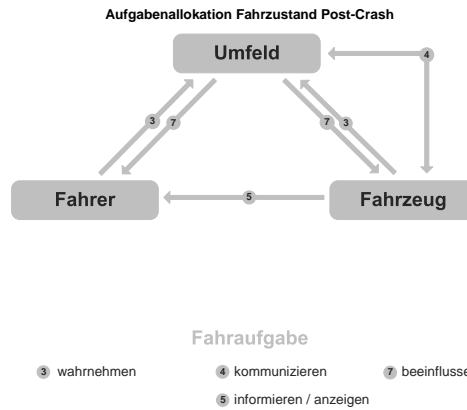 Aufgabenallokation Fahrzustand Post-Crash
Umfeld
4
3 7
7 3
Fahrer
5
Fahrzeug
Fahraufgabe
3 wahrnehmen
4 kommunizieren
7 beeinflusse
5 informieren / anzeigen